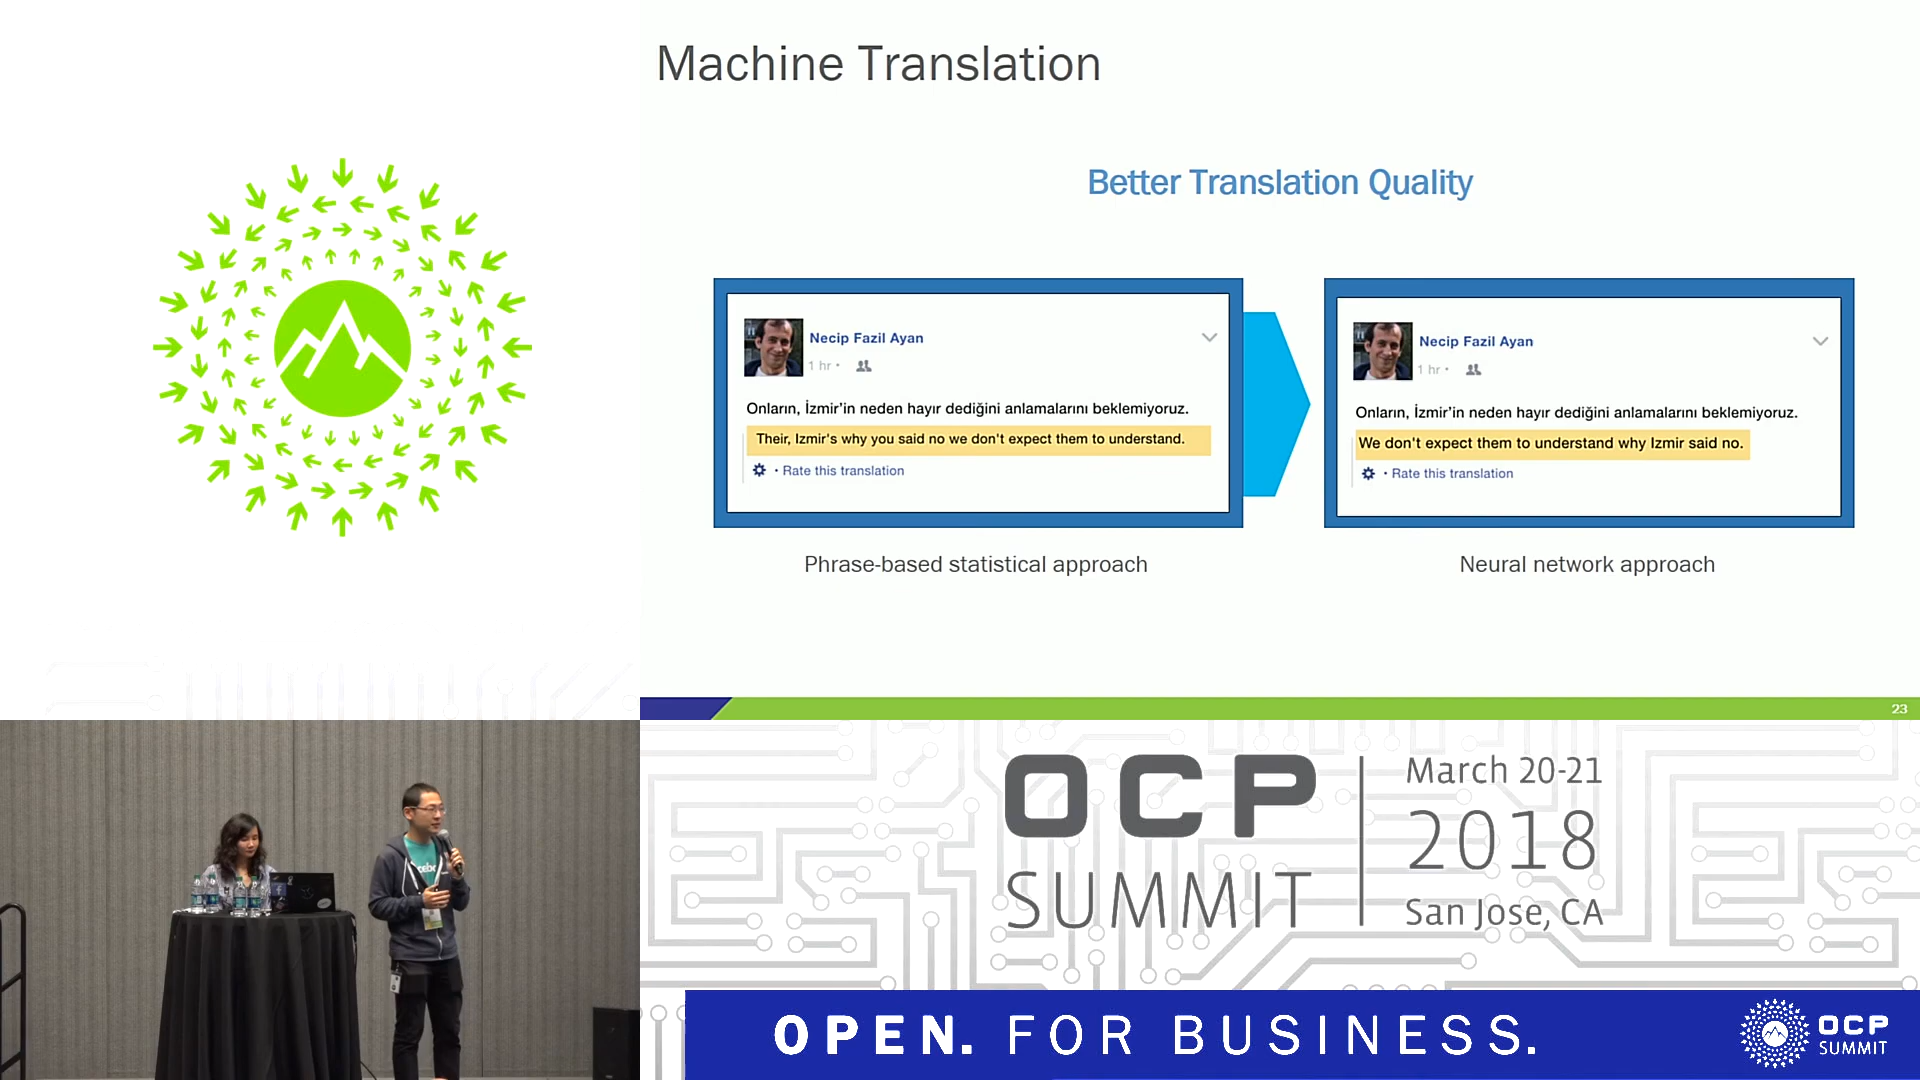 Machine Translation
Better Translation Quality
Necip Fazil Ayan
1 hr •
Onların, İzmir'in neden hayır dediğini anlamalarını beklemiyoruz.
Their, Izmir's why you said no we don't expect them to understand.
• Rate this translation
Phrase-based statistical approach
Necip Fazil Ayan
1 hr •
Onların, İzmir'in neden hayır dediğini anlamalarını beklemiyoruz.
We don't expect them to understand why Izmir said no.
• Rate this translation
Neural network approach
23
OCP
SUMMIT
March 20-21
2018
San Jose, CA
OPEN. FOR BUSINESS.
OCP
SUMMIT